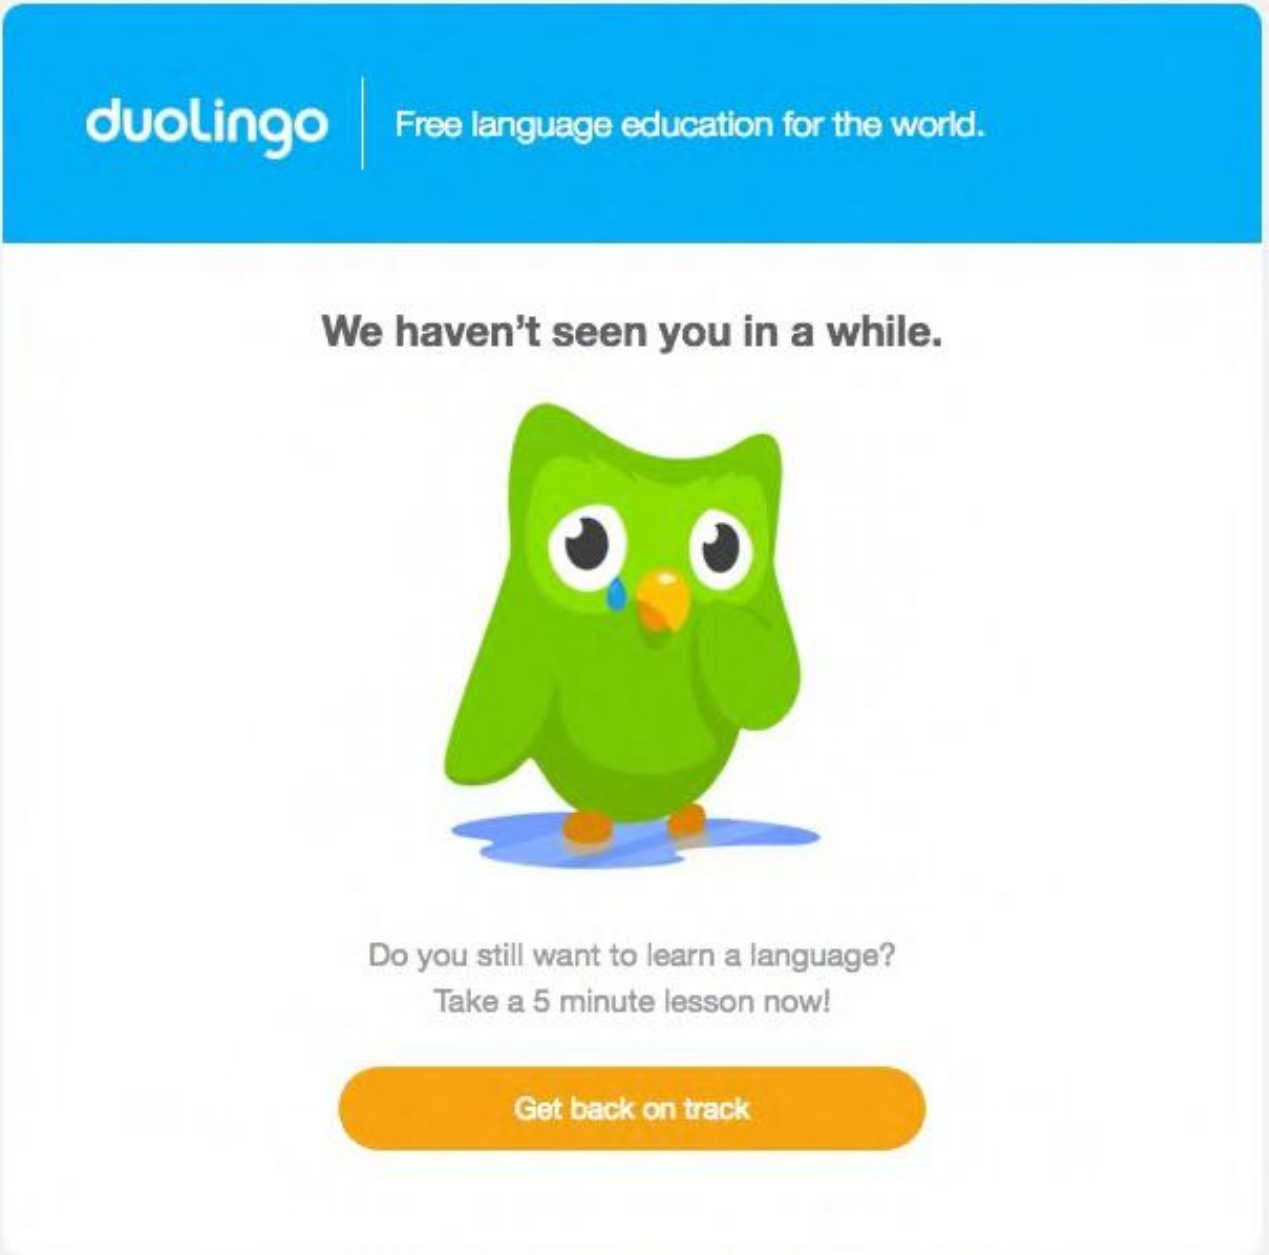 duolingo
Free language education for the world.
We haven't seen you in a while.
Do you still want to learn a language?
Take a 5 minute lesson now!
Get back on track